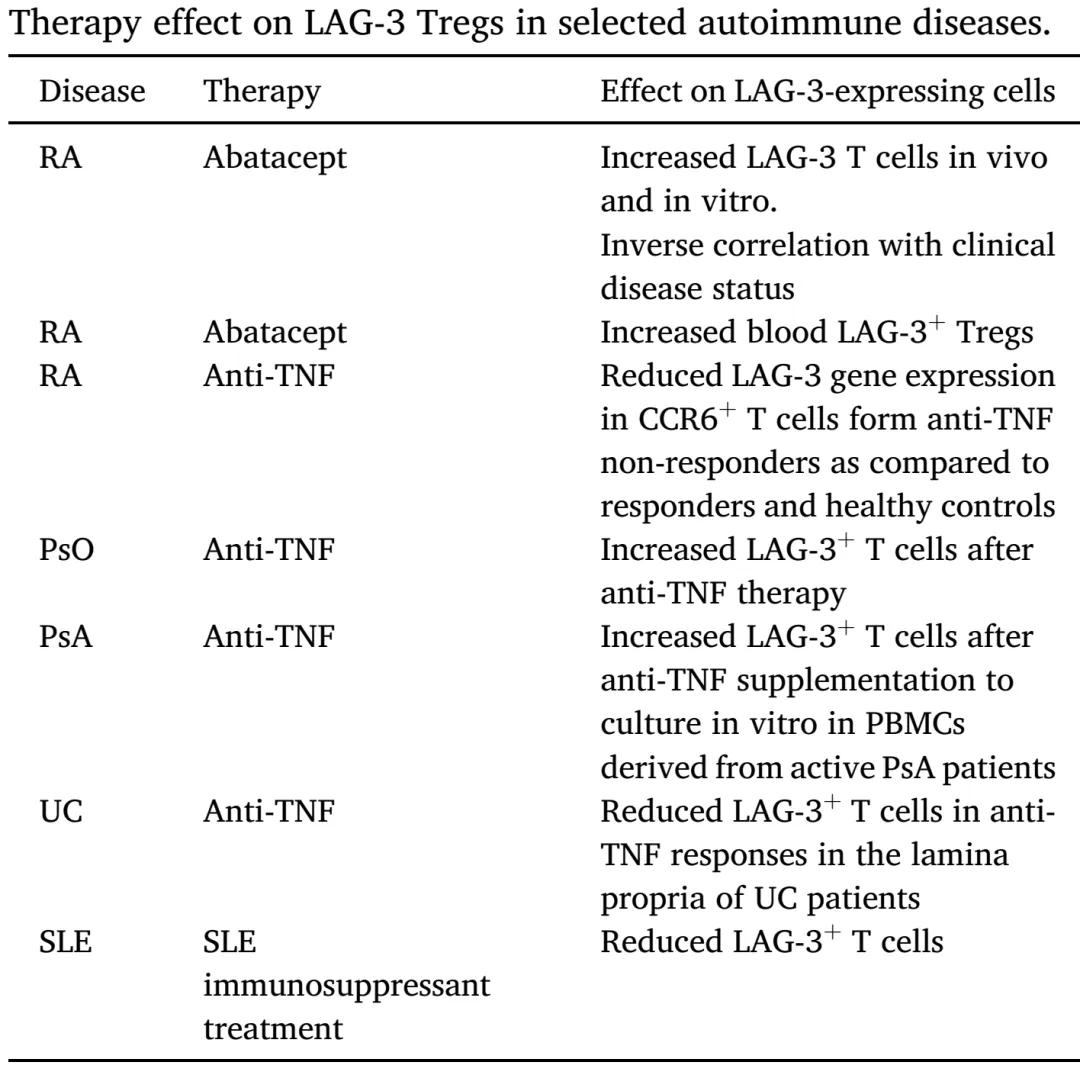 Therapy effect on LAG-3 Tregs in selected autoimmune diseases.
Disease Therapy Effect on LAG-3-expressing cells
RA Abatacept Increased LAG-3 T cells in vivo
and in vitro.
Inverse correlation with clinical
disease status
RA Abatacept Increased blood LAG-3⁺ Tregs
RA Anti-TNF Reduced LAG-3 gene expression
in CCR6⁺ T cells form anti-TNF
non-responders as compared to
responders and healthy controls
PsO Anti-TNF Increased LAG-3⁺ T cells after
anti-TNF therapy
PsA Anti-TNF Increased LAG-3⁺ T cells after
anti-TNF supplementation to
culture in vitro in PBMCs
derived from active PsA patients
UC Anti-TNF Reduced LAG-3⁺ T cells in anti-
TNF responses in the lamina
propria of UC patients
SLE SLE Reduced LAG-3⁺ T cells
immunosuppressant
treatment